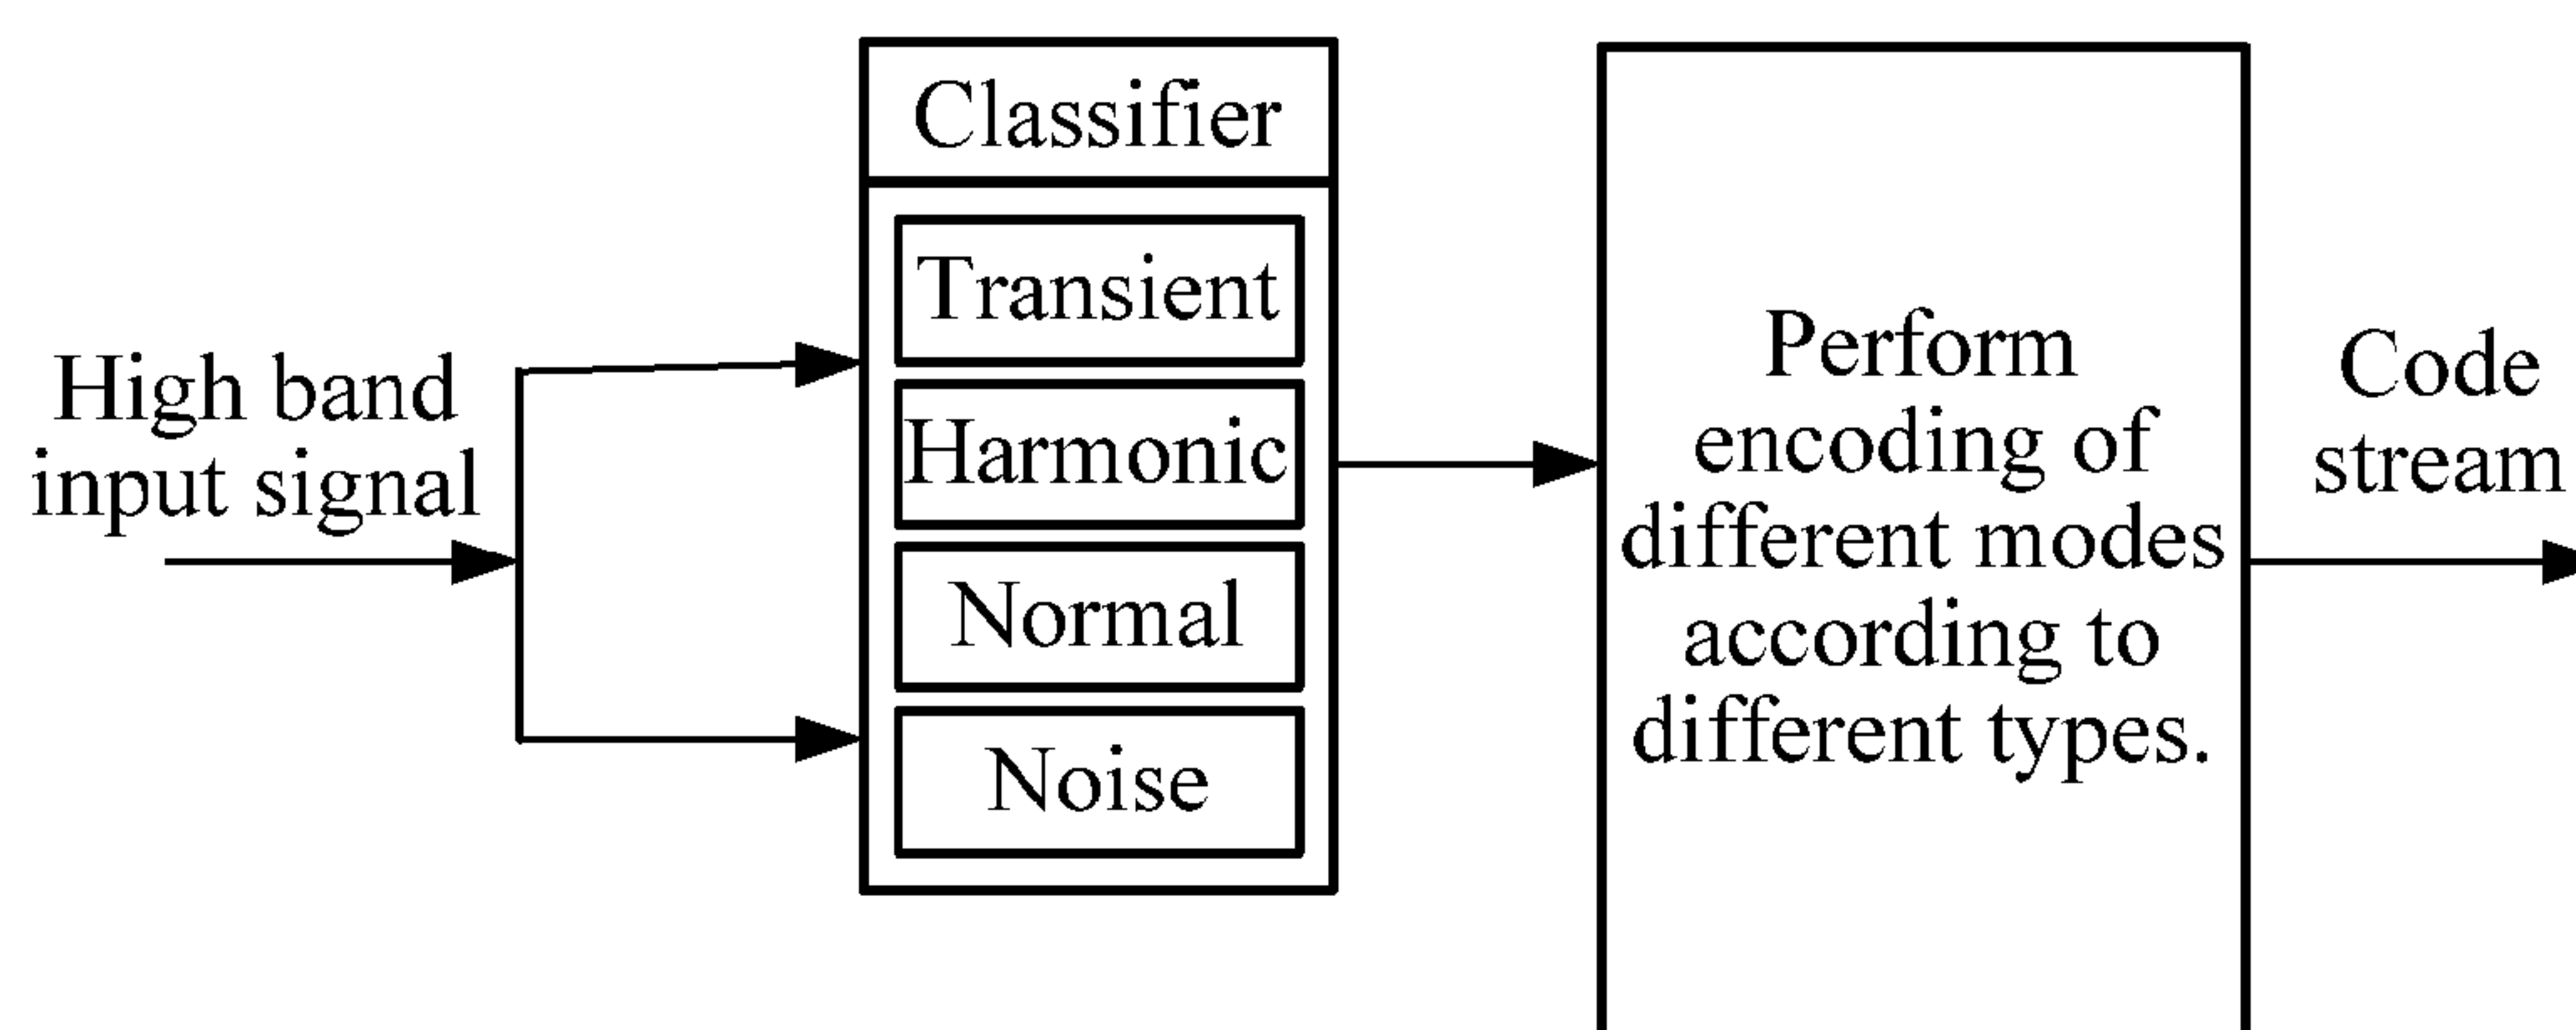 High band
input signal
Classifier
Transient
Harmonic
Normal
Noise
Perform
encoding of
different modes
according to
different types.
Code
stream